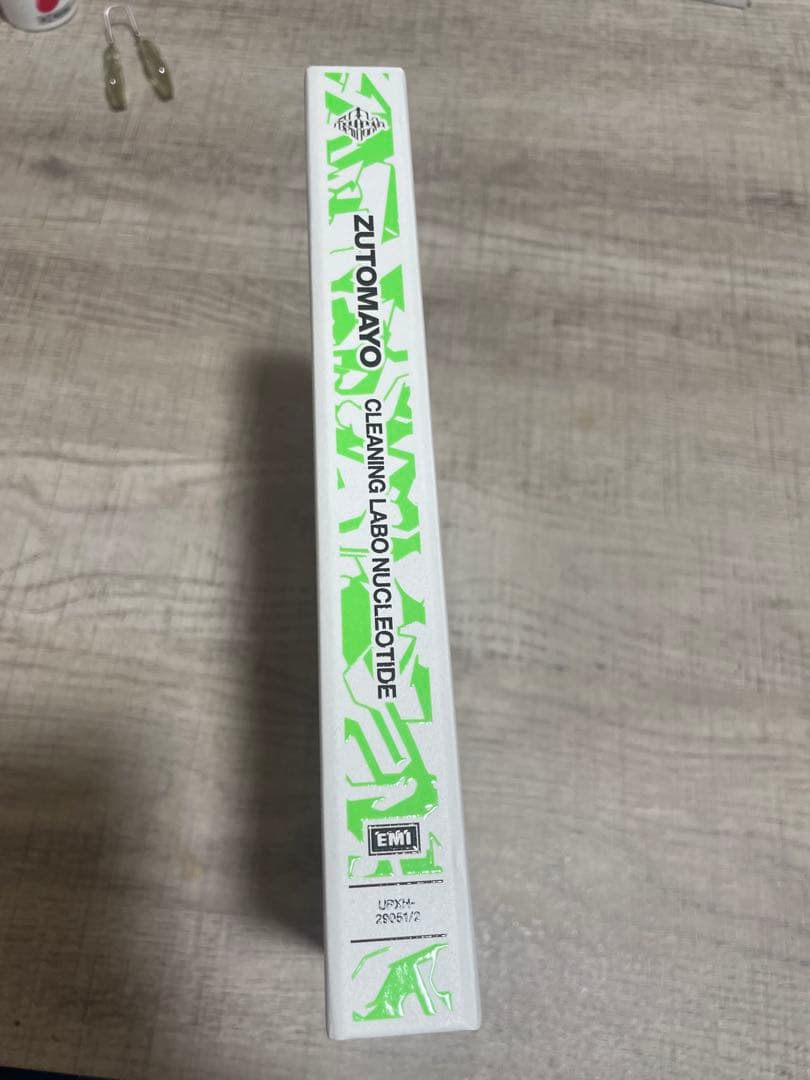 ZUTOMAYO
CLEANING LABO NUCLEOTIDE
EMI
UPXH-
29051/2